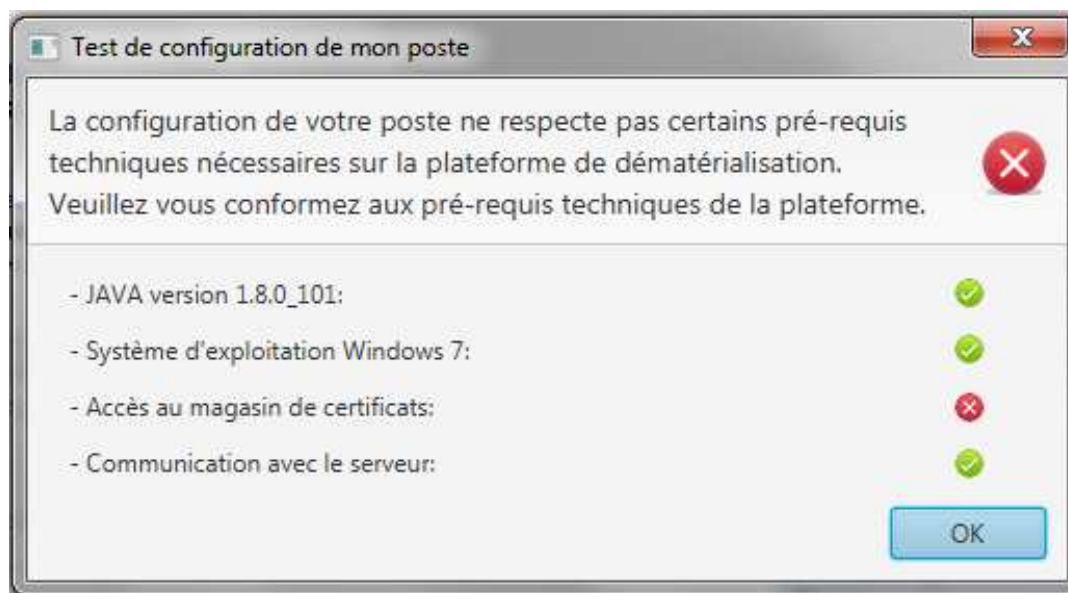 Test de configuration de mon poste
La configuration de votre poste ne respecte pas certains pré-requis
techniques nécessaires sur la plateforme de dématérialisation.
Veuillez vous conformez aux pré-requis techniques de la plateforme.
- JAVA version 1.8.0_101:
- Système d'exploitation Windows 7:
- Accès au magasin de certificats:
- Communication avec le serveur:
OK